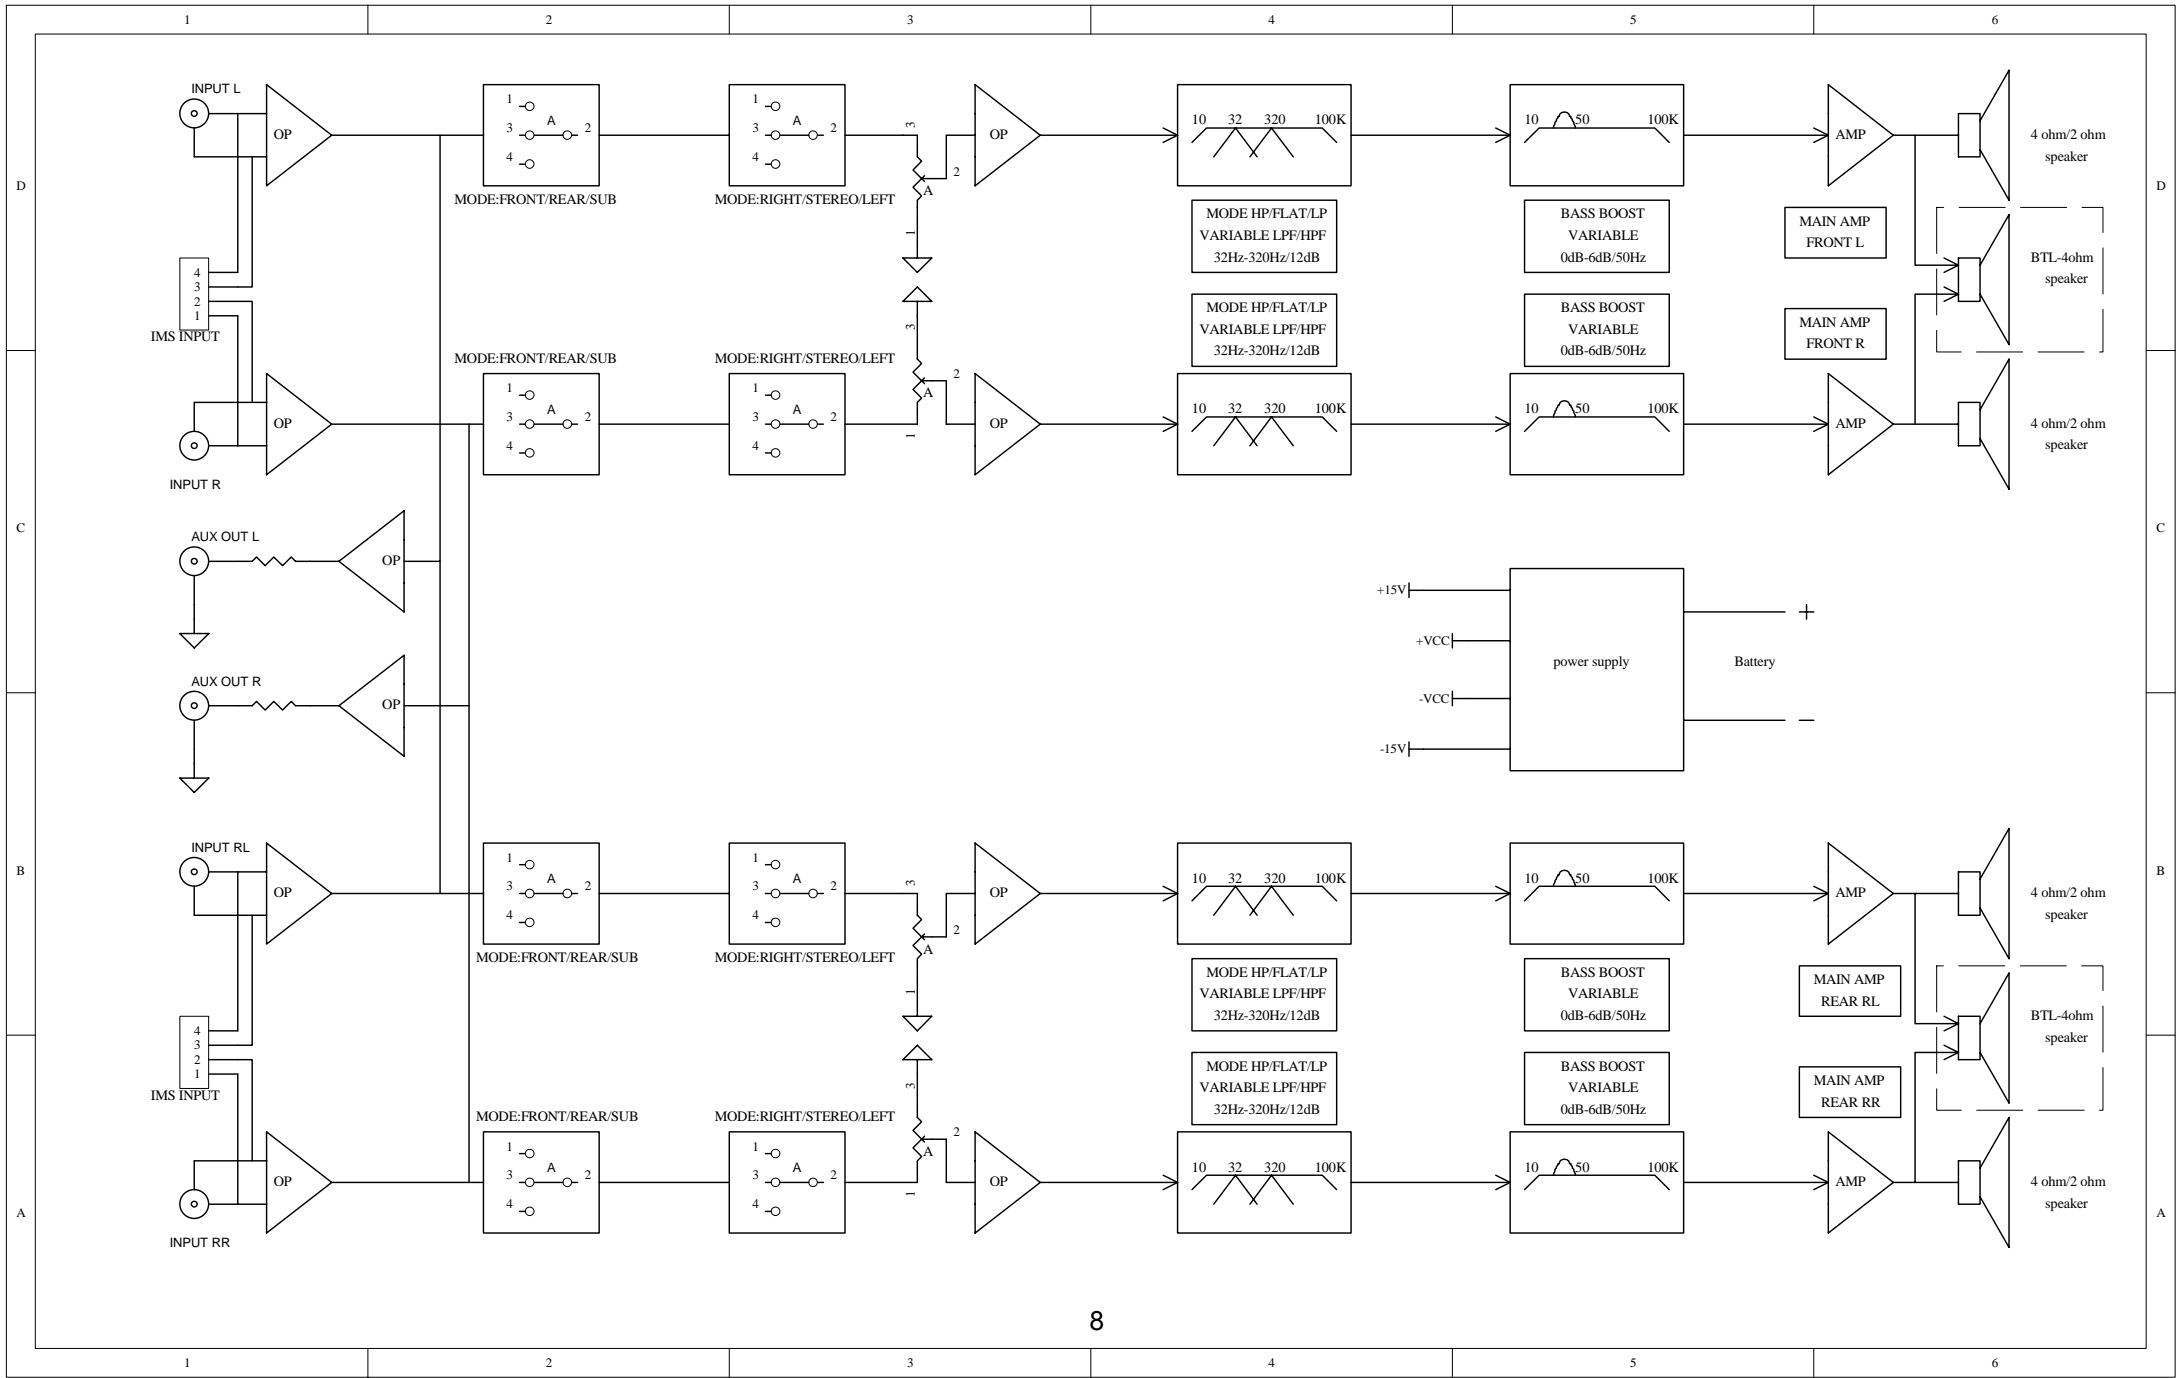 1 2 3 4 5 6
INPUT L
OP
1
3 A 2
4
MODE:FRONT/REAR/SUB
1
3 A 2
4
MODE:RIGHT/STEREO/LEFT
3
2
A
1
OP
10 32 320 100K
MODE HP/FLAT/LP
VARIABLE LPF/HPF
32Hz-320Hz/12dB
10 50 100K
BASS BOOST
VARIABLE
0dB-6dB/50Hz
AMP
MAIN AMP
FRONT L
4 ohm/2 ohm
speaker
D D
BTL-4ohm
speaker
4
3
2
1
IMS INPUT
MODE:FRONT/REAR/SUB
1
3 A 2
4
MODE:RIGHT/STEREO/LEFT
1
3 A 2
4
3
2
A
1
OP
MODE HP/FLAT/LP
VARIABLE LPF/HPF
32Hz-320Hz/12dB
10 32 320 100K
BASS BOOST
VARIABLE
0dB-6dB/50Hz
10 50 100K
MAIN AMP
FRONT R
AMP
4 ohm/2 ohm
speaker
OP
INPUT R
C C
AUX OUT L
OP
AUX OUT R
OP
+15V
+VCC
-VCC
-15V
power supply
Battery
+
−
INPUT RL
OP
1
3 A 2
4
MODE:FRONT/REAR/SUB
1
3 A 2
4
MODE:RIGHT/STEREO/LEFT
3
2
A
1
OP
10 32 320 100K
MODE HP/FLAT/LP
VARIABLE LPF/HPF
32Hz-320Hz/12dB
10 50 100K
BASS BOOST
VARIABLE
0dB-6dB/50Hz
AMP
MAIN AMP
REAR RL
4 ohm/2 ohm
speaker
B B
BTL-4ohm
speaker
4
3
2
1
IMS INPUT
MODE:FRONT/REAR/SUB
1
3 A 2
4
MODE:RIGHT/STEREO/LEFT
1
3 A 2
4
3
2
A
1
OP
MODE HP/FLAT/LP
VARIABLE LPF/HPF
32Hz-320Hz/12dB
10 32 320 100K
BASS BOOST
VARIABLE
0dB-6dB/50Hz
10 50 100K
MAIN AMP
REAR RR
AMP
4 ohm/2 ohm
speaker
OP
INPUT RR
A A
8
1 2 3 4 5 6